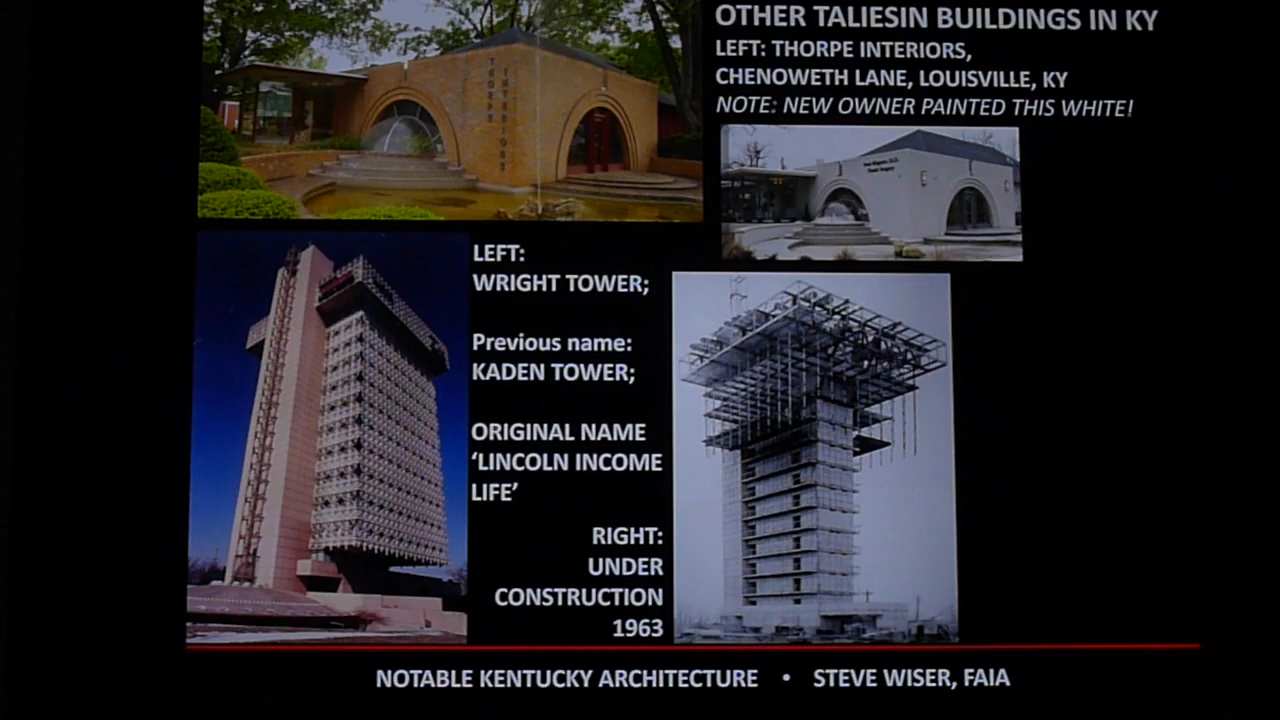 OTHER TALIESIN BUILDINGS IN KY
LEFT: THORPE INTERIORS,
CHENOWETH LANE, LOUISVILLE, KY
NOTE: NEW OWNER PAINTED THIS WHITE!
THORPE
INTERIORS
LEFT:
WRIGHT TOWER;
Previous name:
KADEN TOWER;
ORIGINAL NAME
‘LINCOLN INCOME
LIFE’
RIGHT:
UNDER
CONSTRUCTION
1963
NOTABLE KENTUCKY ARCHITECTURE • STEVE WISER, FAIA